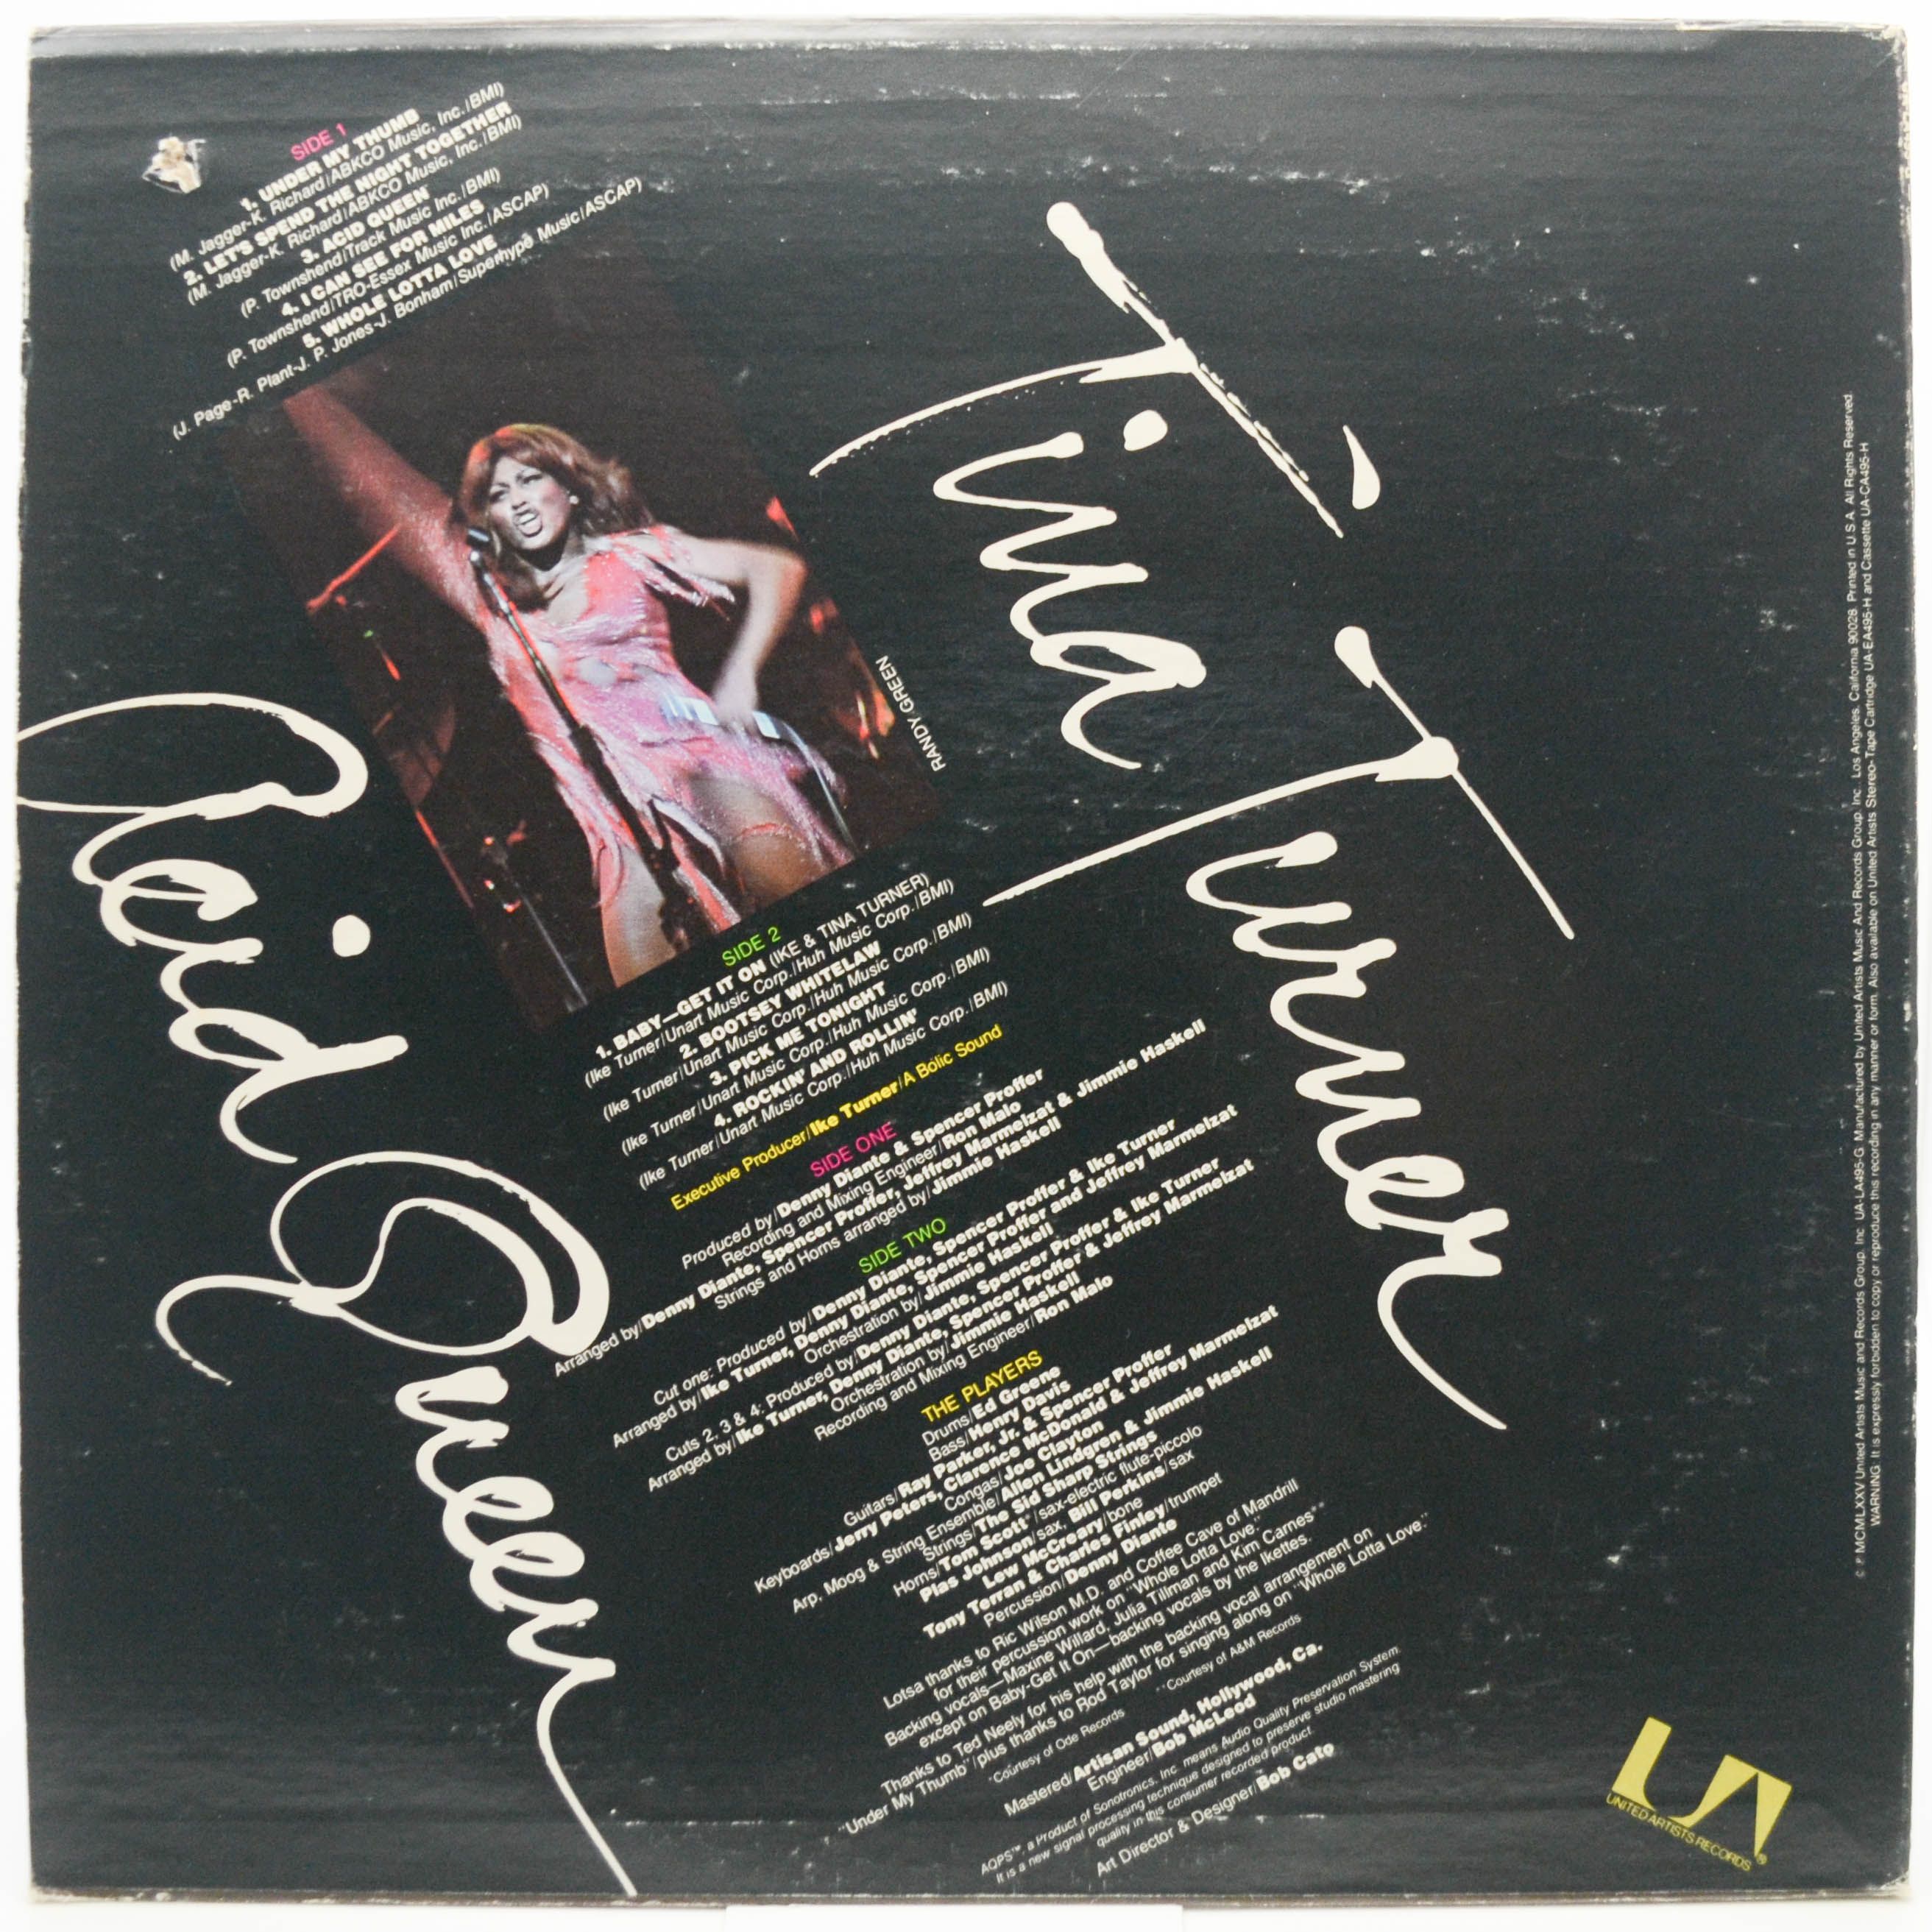 SIDE 1
1. UNDER MY THUMB
(M. Jagger-K. Richard/ABKCO Music, Inc./BMI)
2. LET'S SPEND THE NIGHT TOGETHER
(M. Jagger-K. Richard/ABKCO Music, Inc./BMI)
3. ACID QUEEN
(P. Townshend/Track Music Inc./BMI)
4. I CAN SEE FOR MILES
(P. Townshend/TRO-Essex Music Inc./ASCAP)
5. WHOLE LOTTA LOVE
(J. Page-R. Plant-J. P. Jones-J. Bonham/Superhype Music/ASCAP)
RANDY GREEN
Tina Turner
Acid Queen
SIDE 2
1. BABY—GET IT ON (IKE & TINA TURNER)
(Ike Turner/Unart Music Corp./Huh Music Corp./BMI)
2. BOOTSEY WHITELAW
(Ike Turner/Unart Music Corp./Huh Music Corp./BMI)
3. PICK ME TONIGHT
(Ike Turner/Unart Music Corp./Huh Music Corp./BMI)
4. ROCKIN' AND ROLLIN'
(Ike Turner/Unart Music Corp./Huh Music Corp./BMI)
Executive Producer/Ike Turner/A Bolic Sound
SIDE ONE
Produced by/Denny Diante & Spencer Proffer
Recording and Mixing Engineer/Ron Malo
Arranged by/Denny Diante, Spencer Proffer, Jeffrey Marmelzat & Jimmie Haskell
Strings and Horns arranged by/Jimmie Haskell
SIDE TWO
Cut one: Produced by/Denny Diante, Spencer Proffer & Ike Turner
Arranged by/Ike Turner, Denny Diante, Spencer Proffer and Jeffrey Marmelzat
Orchestration by/Jimmie Haskell
Cuts 2, 3 & 4: Produced by/Denny Diante, Spencer Proffer & Ike Turner
Arranged by/Ike Turner, Denny Diante, Spencer Proffer & Jeffrey Marmelzat
Orchestration by/Jimmie Haskell
Recording and Mixing Engineer/Ron Malo
THE PLAYERS
Drums/Ed Greene
Bass/Henry Davis
Guitars/Ray Parker, Jr. & Spencer Proffer
Keyboards/Jerry Peters, Clarence McDonald & Jeffrey Marmelzat
Congas/Joe Clayton
Arp, Moog & String Ensemble/Allen Lindgren & Jimmie Haskell
Strings/The Sid Sharp Strings
Horns/Tom Scott*/sax-electric flute-piccolo
Plas Johnson/sax, Bill Perkins/sax
Lew McCreary/bone
Tony Terran & Charles Finley/trumpet
Percussion/Denny Diante
Lotsa thanks to Ric Wilson M.D. and Coffee Cave of Mandrill
for their percussion work on "Whole Lotta Love."
Backing vocals—Maxine Willard, Julia Tillman and Kim Carnes**
except on Baby-Get It On—backing vocals by the Ikettes.
Thanks to Ted Neely for his help with the backing vocal arrangement on
"Under My Thumb"/plus thanks to Rod Taylor for singing along on "Whole Lotta Love."
*Courtesy of Ode Records **Courtesy of A&M Records
Mastered/Artisan Sound, Hollywood, Ca.
Engineer/Bob McLeod
AQPS™, a Product of Sonotronics, Inc. means Audio Quality Preservation System.
It is a new signal processing technique designed to preserve studio mastering
quality in this consumer recorded product.
Art Director & Designer/Bob Cato
UA
UNITED ARTISTS RECORDS®
© ℗ MCMLXXV United Artists Music and Records Group, Inc. UA-LA495-G Manufactured by United Artists Music And Records Group, Inc. Los Angeles, California 90028. Printed in U.S.A. All Rights Reserved.
WARNING: It is expressly forbidden to copy or reproduce this recording in any manner or form. Also available on United Artists Stereo-Tape Cartridge UA-EA495-H and Cassette UA-CA495-H